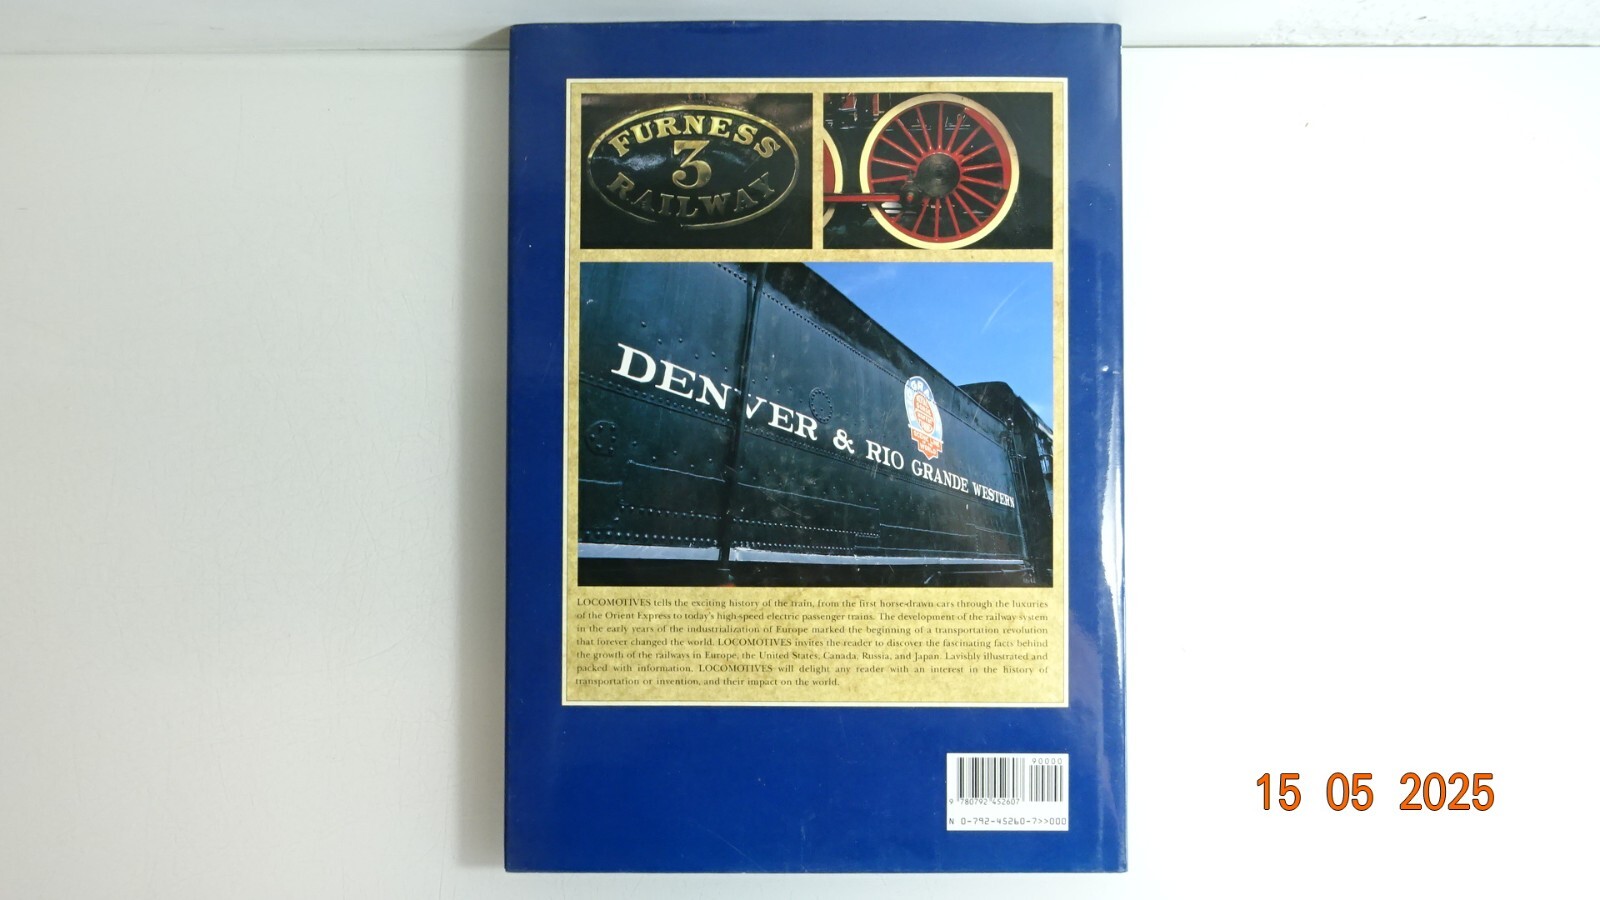 FURNESS
3
RAILWAY
DENVER & RIO GRANDE WESTERN
LOCOMOTIVES tells the exciting history of the train, from the first horse-drawn cars through the luxuries
of the Orient Express to today's high-speed electric passenger trains. The development of the railway system
in the early years of the industrialization of Europe marked the beginning of a transportation revolution
that forever changed the world. LOCOMOTIVES invites the reader to discover the fascinating facts behind
the growth of the railways in Europe, the United States, Canada, Russia, and Japan. Lavishly illustrated and
packed with information, LOCOMOTIVES will delight any reader with an interest in the history of
transportation or invention, and their impact on the world.
90000
9 780792 452607
N 0-792-45260-7>>000
15 05 2025